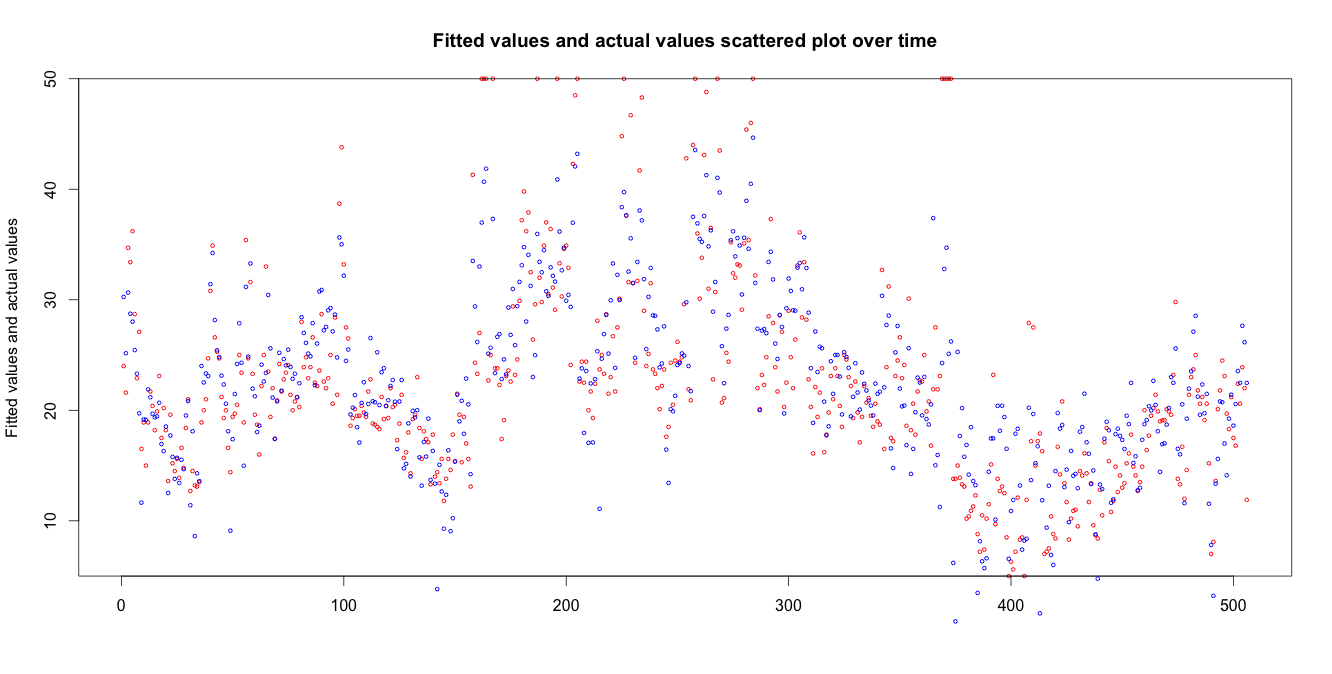 Fitted values and actual values scattered plot over time
Fitted values and actual values
50
40
30
20
10
0 100 200 300 400 500